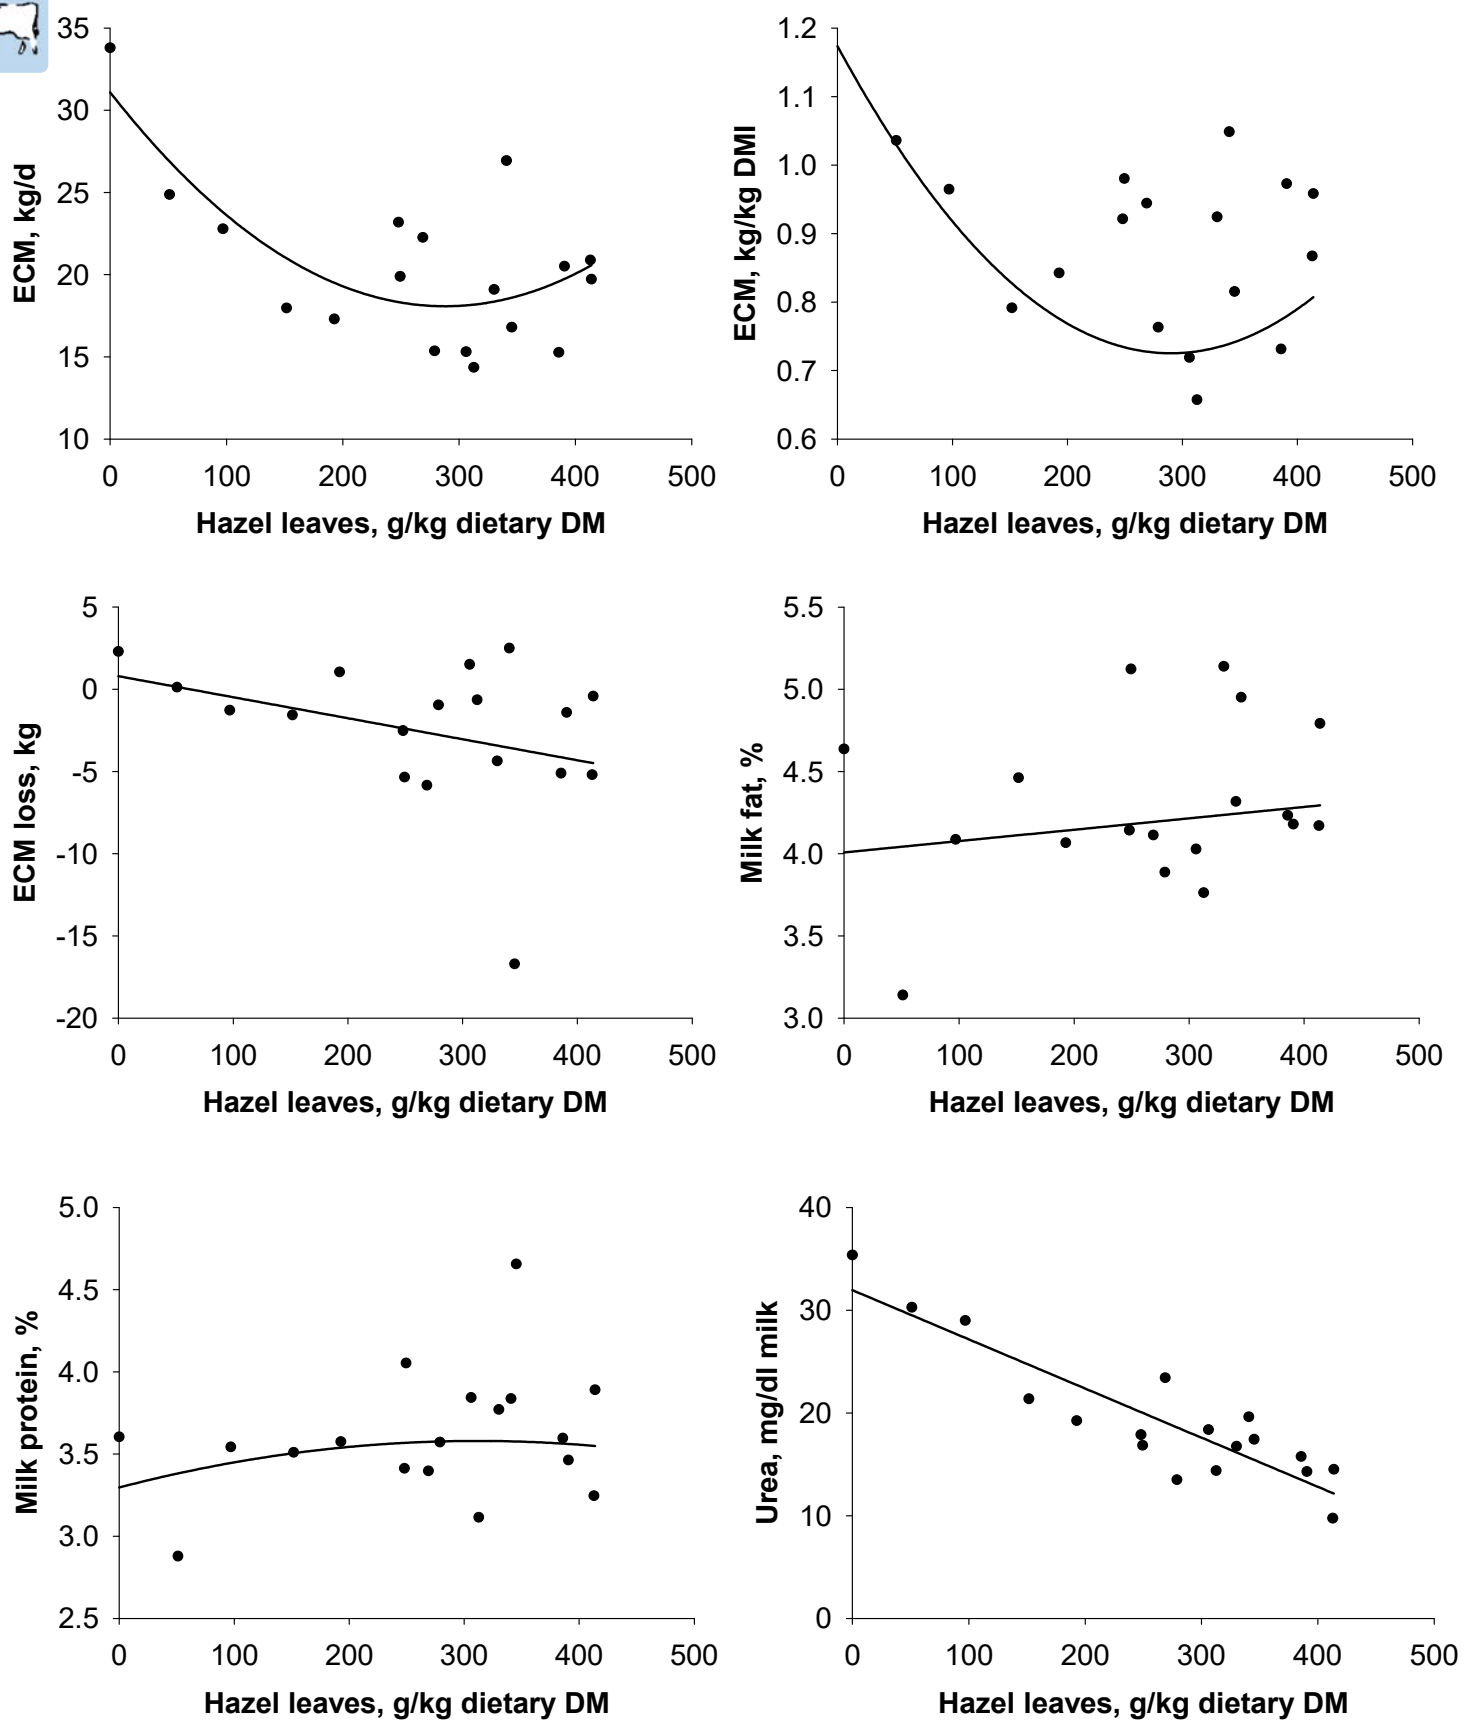 35
30
25
20
15
10
ECM, kg/d
0 100 200 300 400 500
Hazel leaves, g/kg dietary DM
1.2
1.1
1.0
0.9
0.8
0.7
0.6
ECM, kg/kg DMI
0 100 200 300 400 500
Hazel leaves, g/kg dietary DM
5
0
-5
-10
-15
-20
ECM loss, kg
0 100 200 300 400 500
Hazel leaves, g/kg dietary DM
5.5
5.0
4.5
4.0
3.5
3.0
Milk fat, %
0 100 200 300 400 500
Hazel leaves, g/kg dietary DM
5.0
4.5
4.0
3.5
3.0
2.5
Milk protein, %
0 100 200 300 400 500
Hazel leaves, g/kg dietary DM
40
30
20
10
0
Urea, mg/dl milk
0 100 200 300 400 500
Hazel leaves, g/kg dietary DM